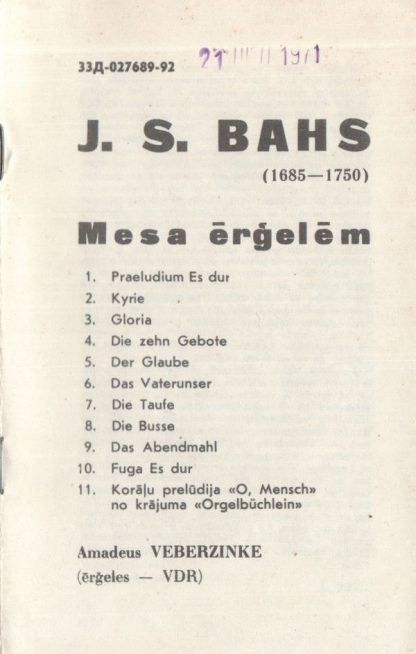 33Д-027689-92
J. S. BAHS
(1685—1750)
Mesa ērģelēm
1. Praeludium Es dur
2. Kyrie
3. Gloria
4. Die zehn Gebote
5. Der Glaube
6. Das Vaterunser
7. Die Taufe
8. Die Busse
9. Das Abendmahl
10. Fuga Es dur
11. Korāļu prelūdija «O, Mensch»
no krājuma «Orgelbüchlein»
Amadeus VEBERZINKE
(ērģeles — VDR)